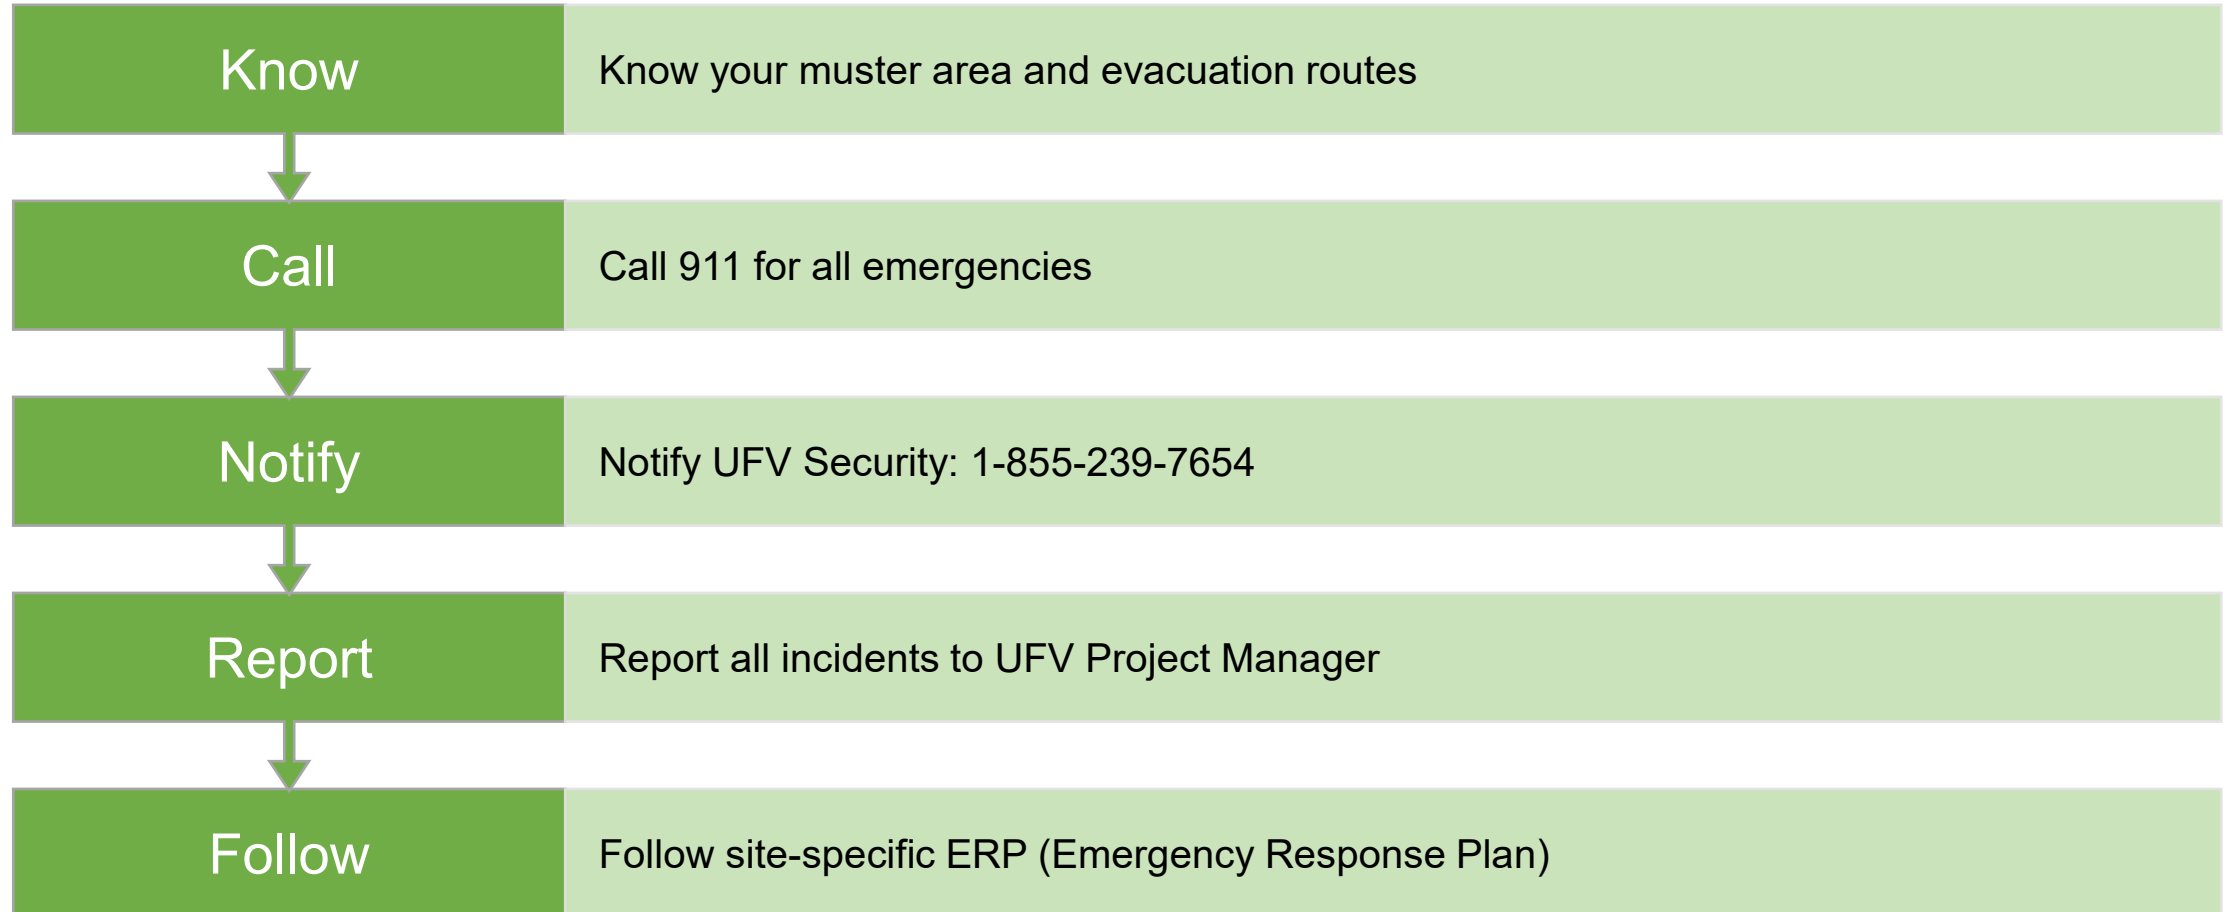 Know
Know your muster area and evacuation routes
Call
Call 911 for all emergencies
Notify
Notify UFV Security: 1-855-239-7654
Report
Report all incidents to UFV Project Manager
Follow
Follow site-specific ERP (Emergency Response Plan)